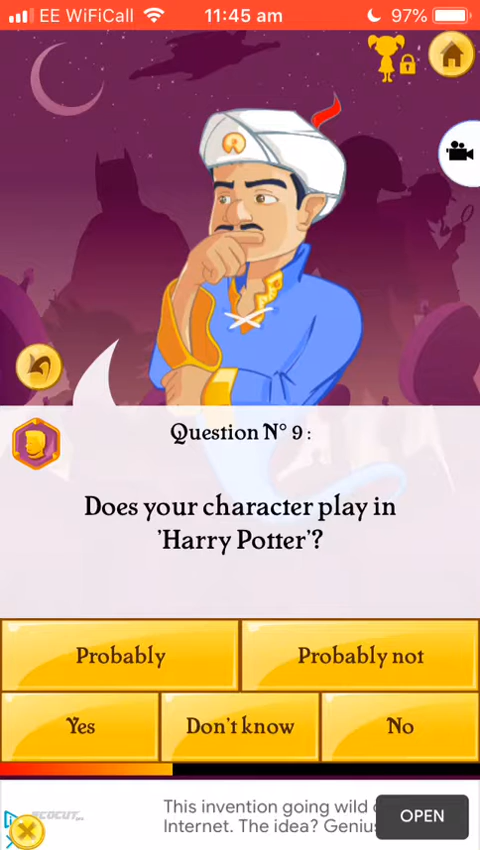 EE WiFiCall 11:45 am 97%
Question N° 9 :
Does your character play in
'Harry Potter'?
Probably Probably not
Yes Don't know No
This invention going wild
Internet. The idea? Genius
OPEN